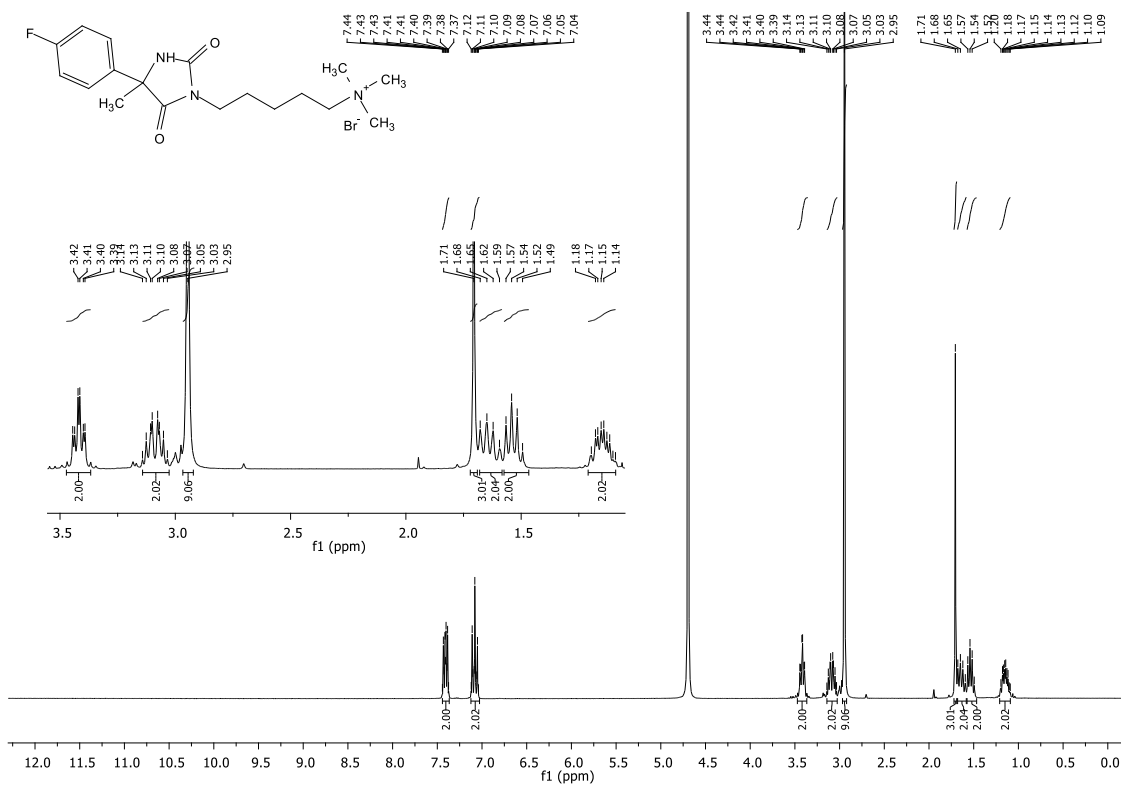 7.44 7.43 7.43 7.41 7.41 7.40 7.39 7.38 7.37 7.12 7.11 7.10 7.09 7.08 7.07 7.06 7.05 7.04
3.44 3.44 3.42 3.41 3.40 3.39 3.14 3.13 3.11 3.10 3.08 3.07 3.05 3.03 2.95
1.71 1.68 1.65 1.57 1.54 1.52 1.20 1.18 1.17 1.15 1.14 1.13 1.12 1.10 1.09
F
NH
O
H₃C
N
O
H₃C
N⁺
CH₃
CH₃
Br⁻
3.42 3.41 3.40 3.39 3.14 3.13 3.11 3.10 3.08 3.07 3.05 3.03 2.95
1.71 1.68 1.65 1.62 1.59 1.57 1.54 1.52 1.49
1.18 1.17 1.15 1.14
2.00 2.02 9.06 3.01 2.04 2.00 2.02
3.5 3.0 2.5 2.0 1.5
f1 (ppm)
2.00 2.02 2.00 2.02 9.06 3.01 2.04 2.00 2.02
12.0 11.5 11.0 10.5 10.0 9.5 9.0 8.5 8.0 7.5 7.0 6.5 6.0 5.5 5.0 4.5 4.0 3.5 3.0 2.5 2.0 1.5 1.0 0.5 0.0
f1 (ppm)